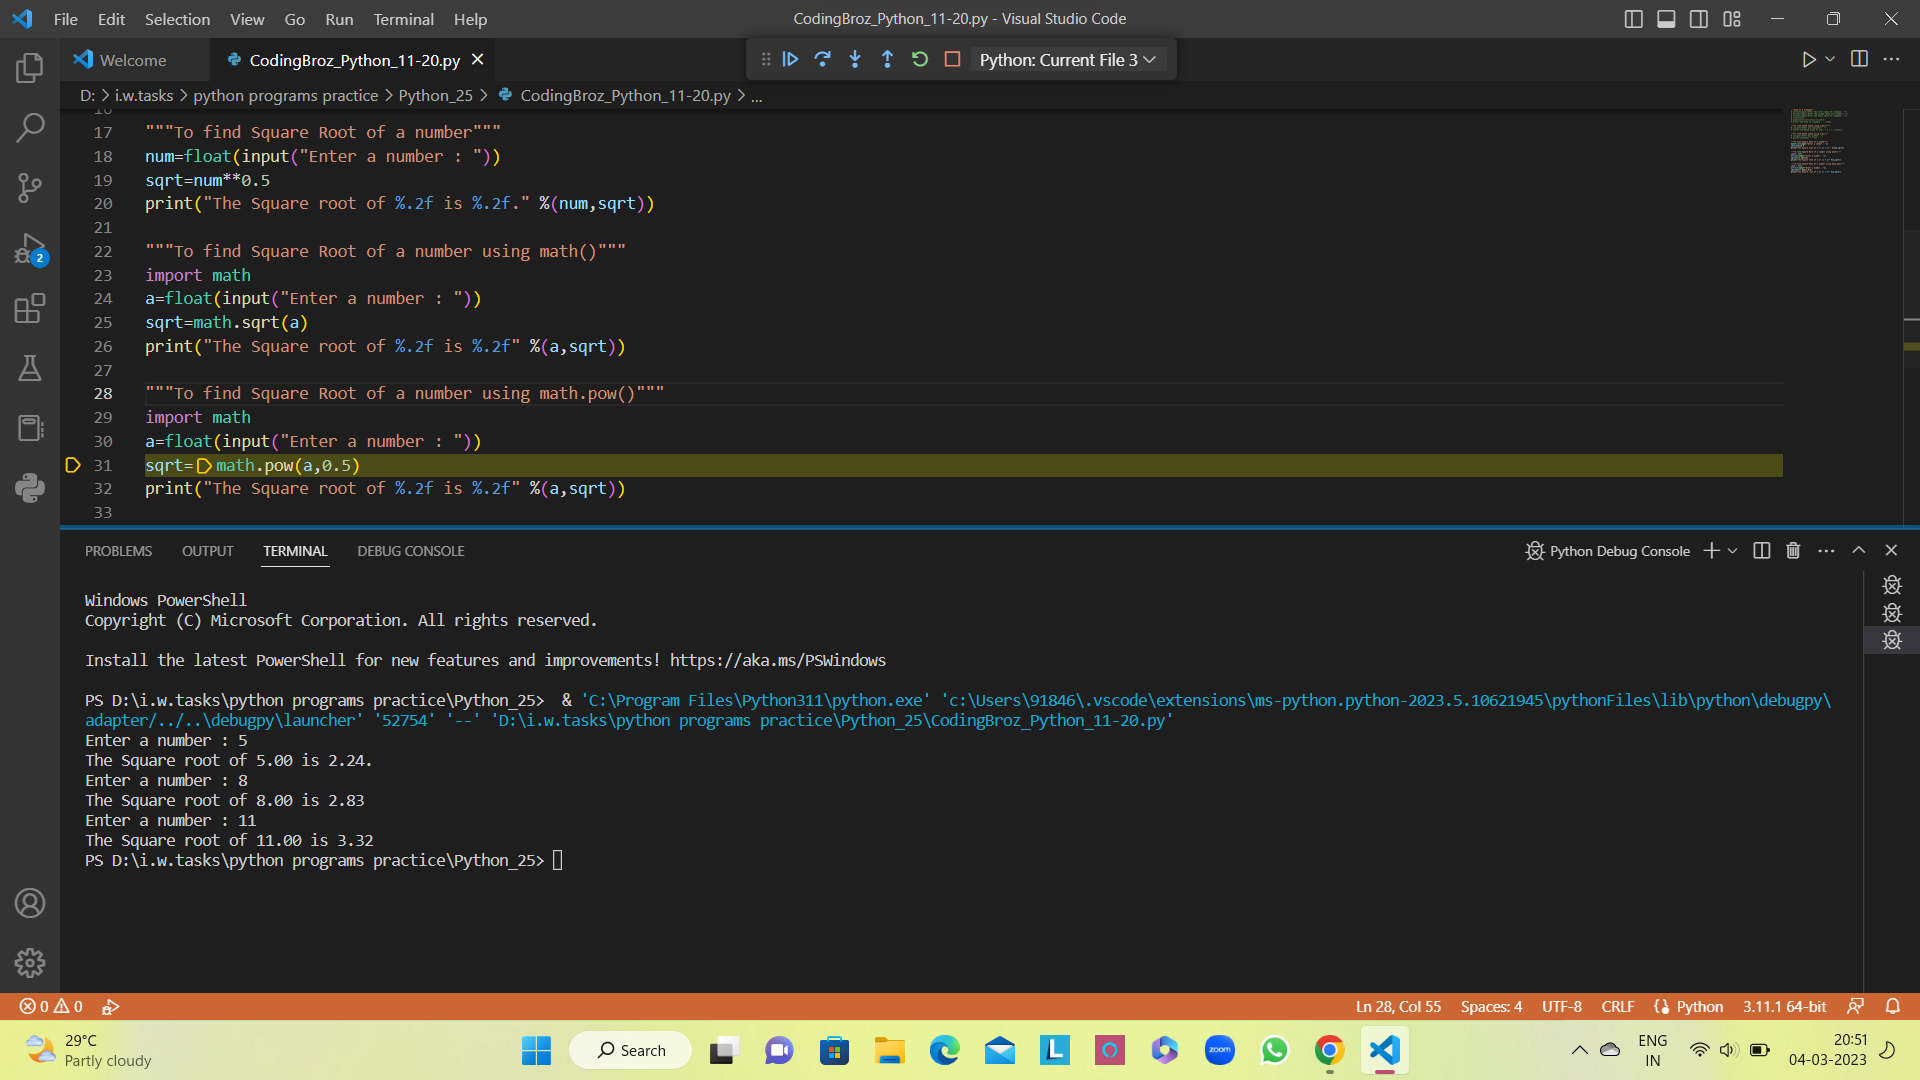 File Edit Selection View Go Run Terminal Help
CodingBroz_Python_11-20.py - Visual Studio Code
Welcome
CodingBroz_Python_11-20.py
Python: Current File 3
D: > i.w.tasks > python programs practice > Python_25 > CodingBroz_Python_11-20.py > ...
16
17 """To find Square Root of a number"""
18 num=float(input("Enter a number : "))
19 sqrt=num**0.5
20 print("The Square root of %.2f is %.2f." %(num,sqrt))
21
22 """To find Square Root of a number using math()"""
23 import math
24 a=float(input("Enter a number : "))
25 sqrt=math.sqrt(a)
26 print("The Square root of %.2f is %.2f" %(a,sqrt))
27
28 """To find Square Root of a number using math.pow()"""
29 import math
30 a=float(input("Enter a number : "))
31 sqrt=math.pow(a,0.5)
32 print("The Square root of %.2f is %.2f" %(a,sqrt))
33
2
PROBLEMS OUTPUT TERMINAL DEBUG CONSOLE
Python Debug Console
Windows PowerShell
Copyright (C) Microsoft Corporation. All rights reserved.
Install the latest PowerShell for new features and improvements! https://aka.ms/PSWindows
PS D:\i.w.tasks\python programs practice\Python_25>  & 'C:\Program Files\Python311\python.exe' 'c:\Users\91846\.vscode\extensions\ms-python.python-2023.5.10621945\pythonFiles\lib\python\debugpy\
adapter/../..\debugpy\launcher' '52754' '--' 'D:\i.w.tasks\python programs practice\Python_25\CodingBroz_Python_11-20.py'
Enter a number : 5
The Square root of 5.00 is 2.24.
Enter a number : 8
The Square root of 8.00 is 2.83
Enter a number : 11
The Square root of 11.00 is 3.32
PS D:\i.w.tasks\python programs practice\Python_25>
0 0
Ln 28, Col 55 Spaces: 4 UTF-8 CRLF Python 3.11.1 64-bit
29°C
Partly cloudy
Search
zoom
ENG
IN
20:51
04-03-2023